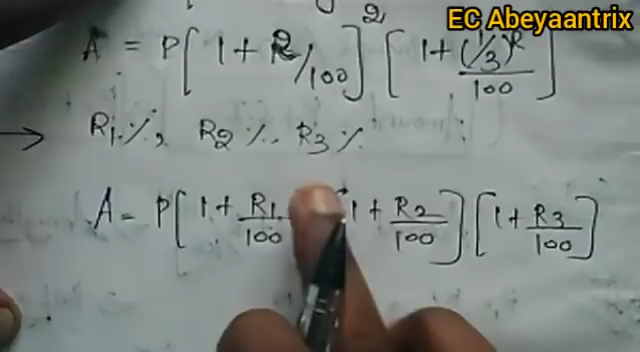 EC Abeyaantrix
A = P[1 + R/100]² [1 + (1/3)R/100]
→ R1%, R2%. R3%
A = P[1 + R1/100 1 + R2/100][1 + R3/100]